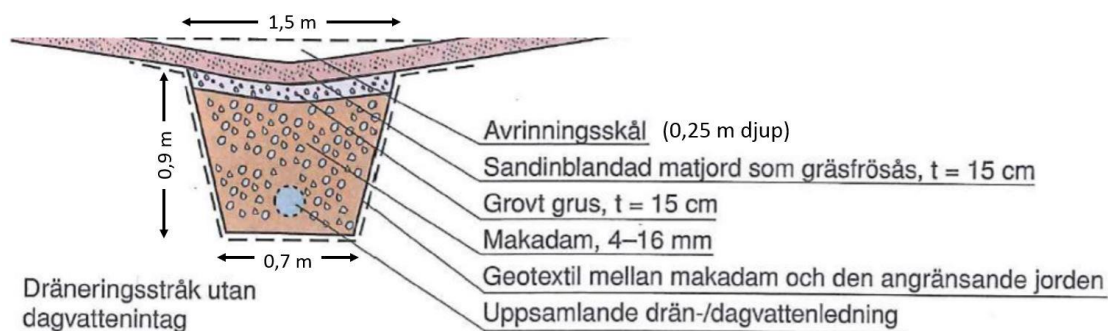 1,5 m
0,9 m
0,7 m
Avrinningsskål (0,25 m djup)
Sandinblandad matjord som gräsfrösås, t = 15 cm
Grovt grus, t = 15 cm
Makadam, 4–16 mm
Geotextil mellan makadam och den angränsande jorden
Uppsamlande drän-/dagvattenledning
Dräneringsstråk utan
dagvattenintag